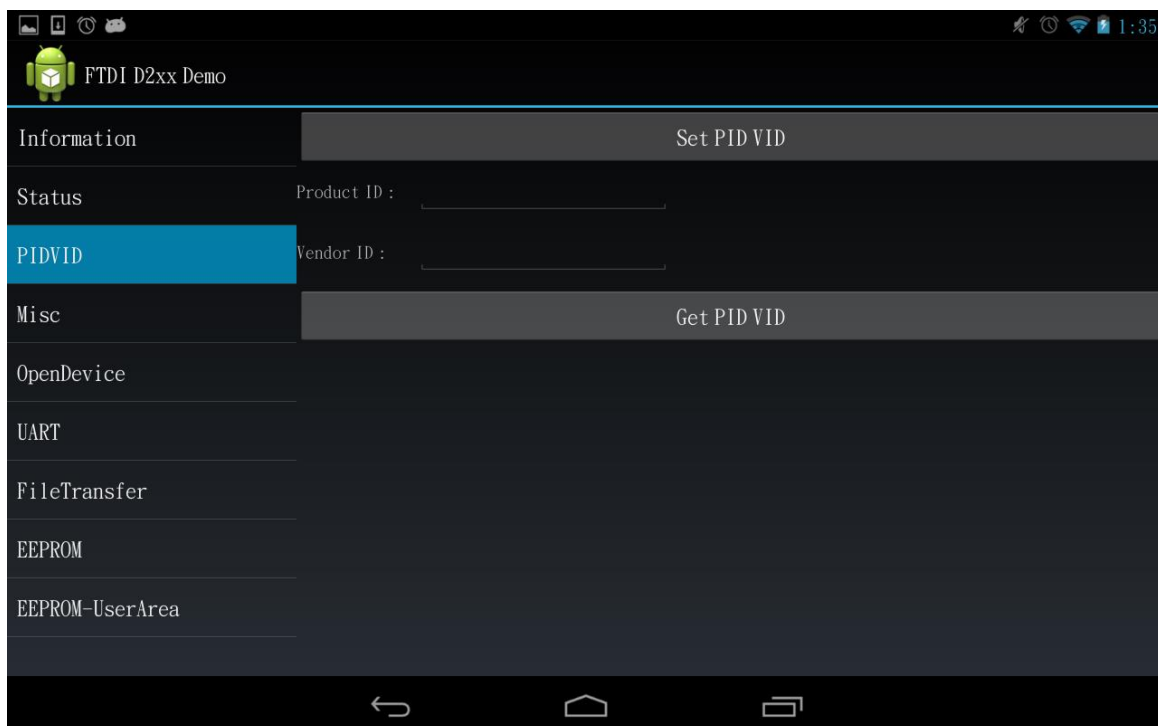 1:35
FTDI D2xx Demo
Information
Status
PIDVID
Misc
OpenDevice
UART
FileTransfer
EEPROM
EEPROM-UserArea
Set PID VID
Product ID :
Vendor ID :
Get PID VID